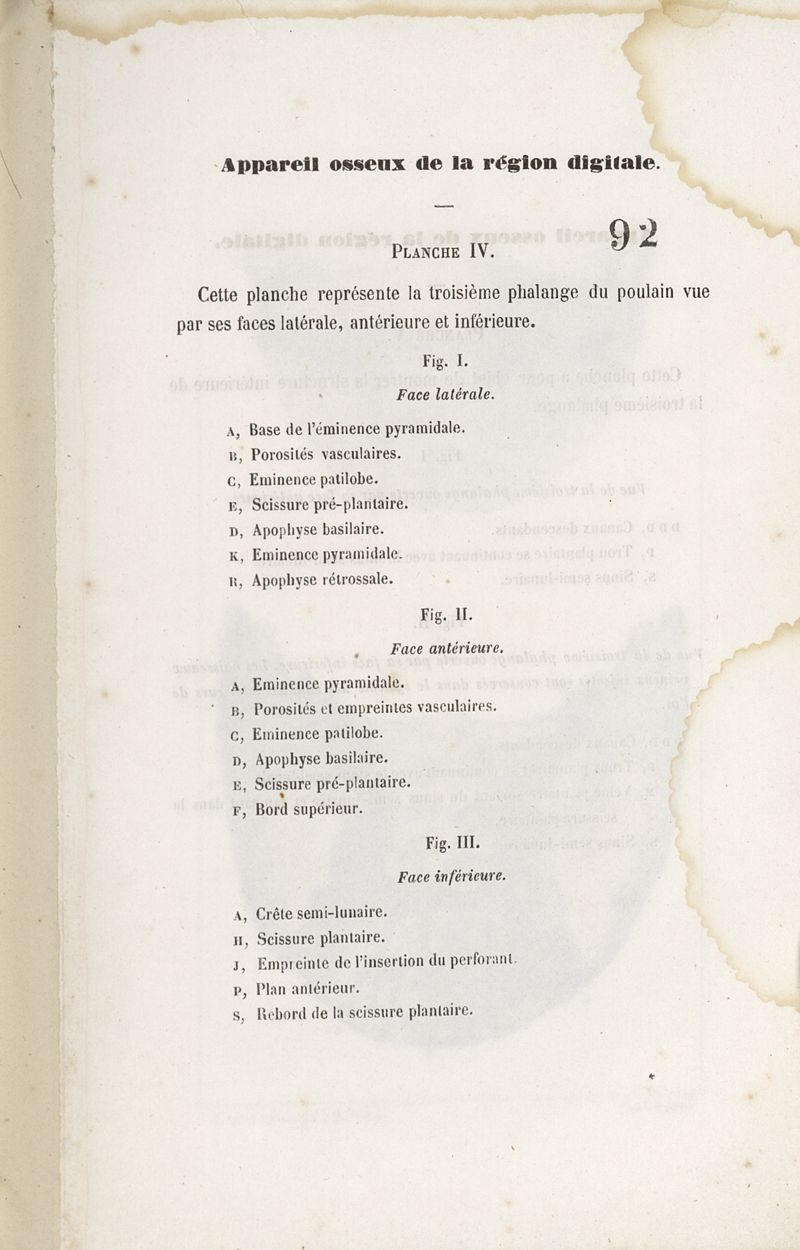 Appareil osseux de la région digitale.
92
PLANCHE IV.
Cette planche représente la troisième phalange du poulain vue
par ses faces latérale, antérieure et inférieure.
Fig. I.
Face latérale.
A, Base de l'éminence pyramidale.
B, Porosités vasculaires.
C, Eminence patilobe.
E, Scissure pré-plantaire.
D, Apophyse basilaire.
K, Eminence pyramidale.
R, Apophyse rétrossale.
Fig. II.
Face antérieure.
A, Eminence pyramidale.
B, Porosités et empreintes vasculaires.
C, Eminence patilobe.
D, Apophyse basilaire.
E, Scissure pré-plantaire.
F, Bord supérieur.
Fig. III.
Face inférieure.
A, Crête semi-lunaire.
H, Scissure plantaire.
J, Empreinte de l'insertion du perforant.
P, Plan antérieur.
S, Rebord de la scissure plantaire.